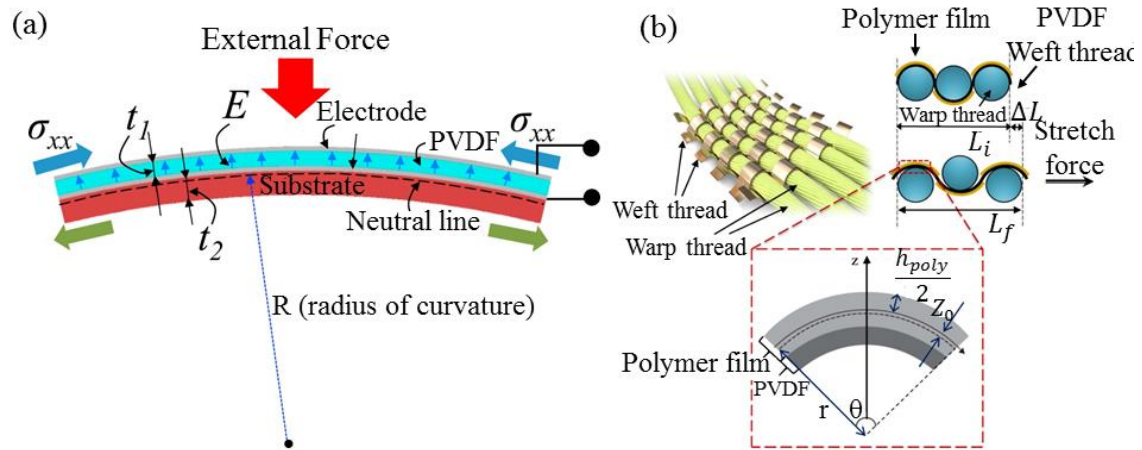 (a)
External Force
σxx
t1
E
Electrode
PVDF
σxx
Substrate
Neutral line
t2
R (radius of curvature)
(b)
Polymer film
PVDF
Weft thread
Warp thread
ΔL
Li
Stretch
force
Lf
Weft thread
Warp thread
z
hpoly
2
Z0
Polymer film
PVDF
r
θ